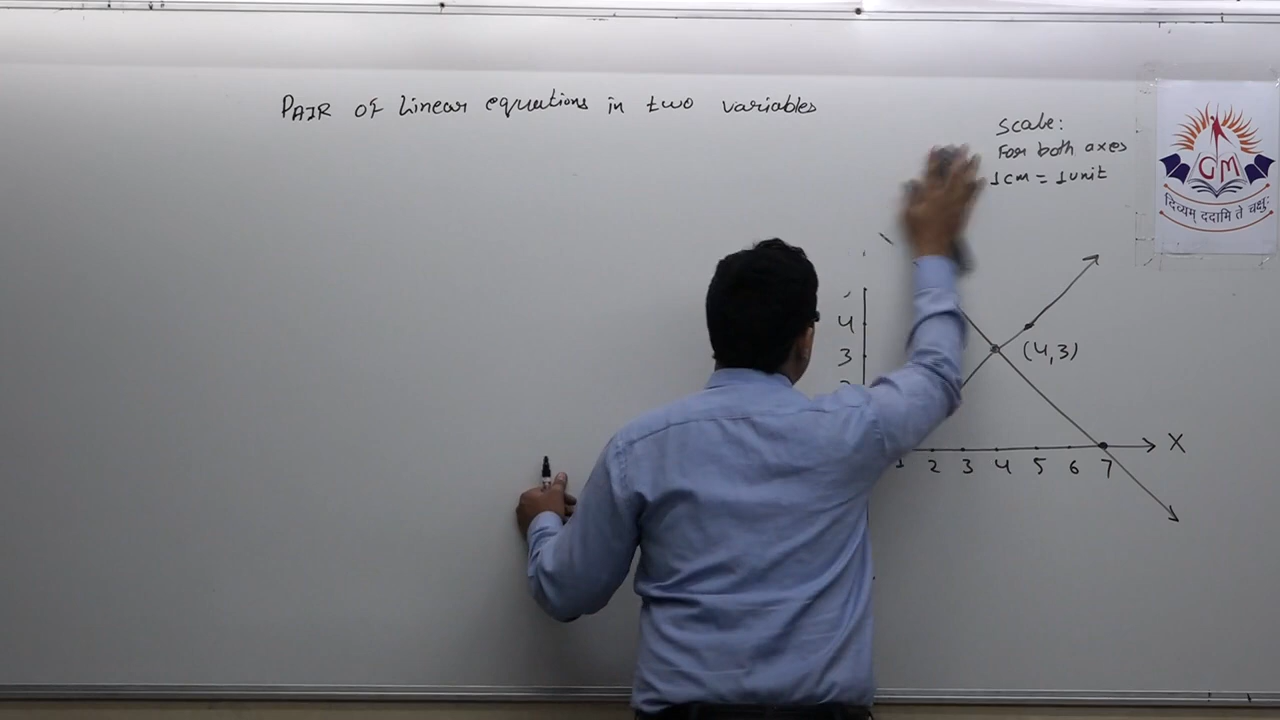 PAIR OF Linear equations in two variables
Scale:
For both axes
1cm = 1unit
GM
दिव्यम् ददामि ते चक्षुः
4
(4,3)
3
X
2 3 4 5 6 7